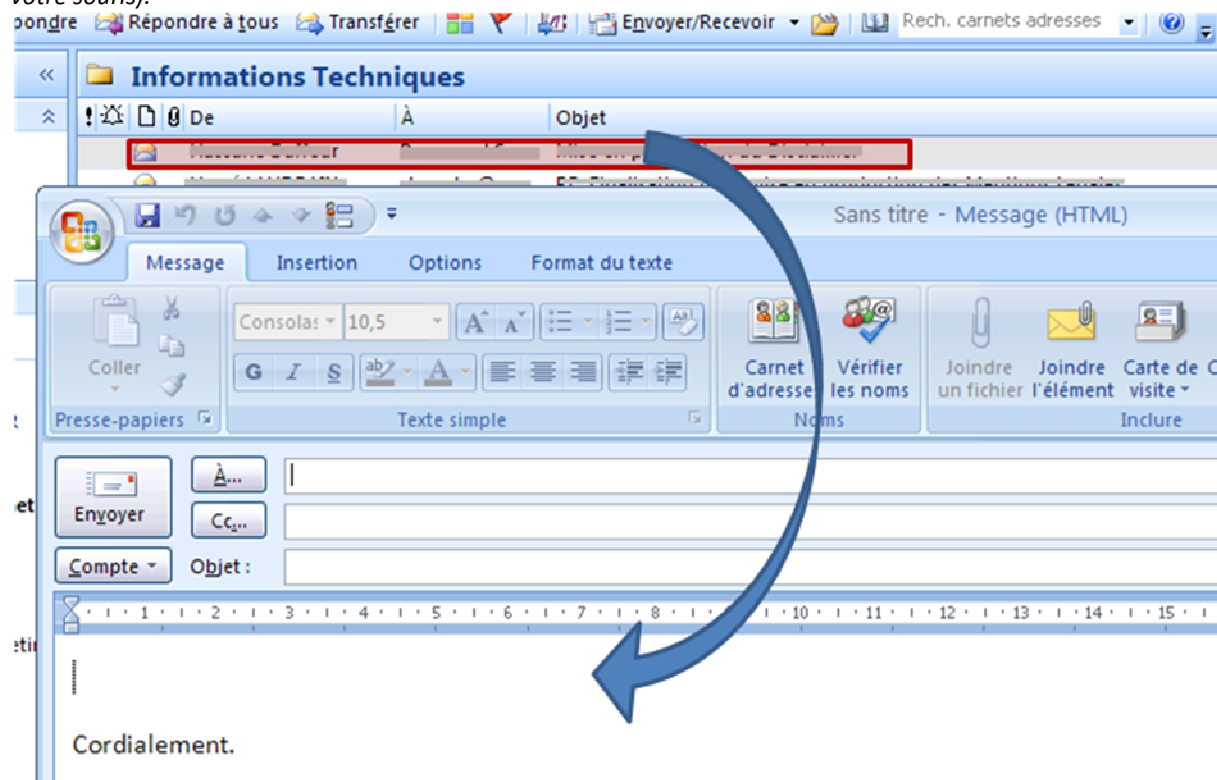 votre souris).
pondre Répondre à tous Transférer Envoyer/Recevoir Rech. carnets adresses
« Informations Techniques
! De À Objet
Sans titre - Message (HTML)
Message Insertion Options Format du texte
Consolas 10,5
Coller
G I S
Carnet d'adresses
Vérifier les noms
Joindre un fichier
Joindre l'élément
Carte de visite
C
Presse-papiers Texte simple Noms Inclure
À...
Envoyer
Cc...
Compte Objet :
1 2 3 4 5 6 7 8 10 11 12 13 14 15
Cordialement.